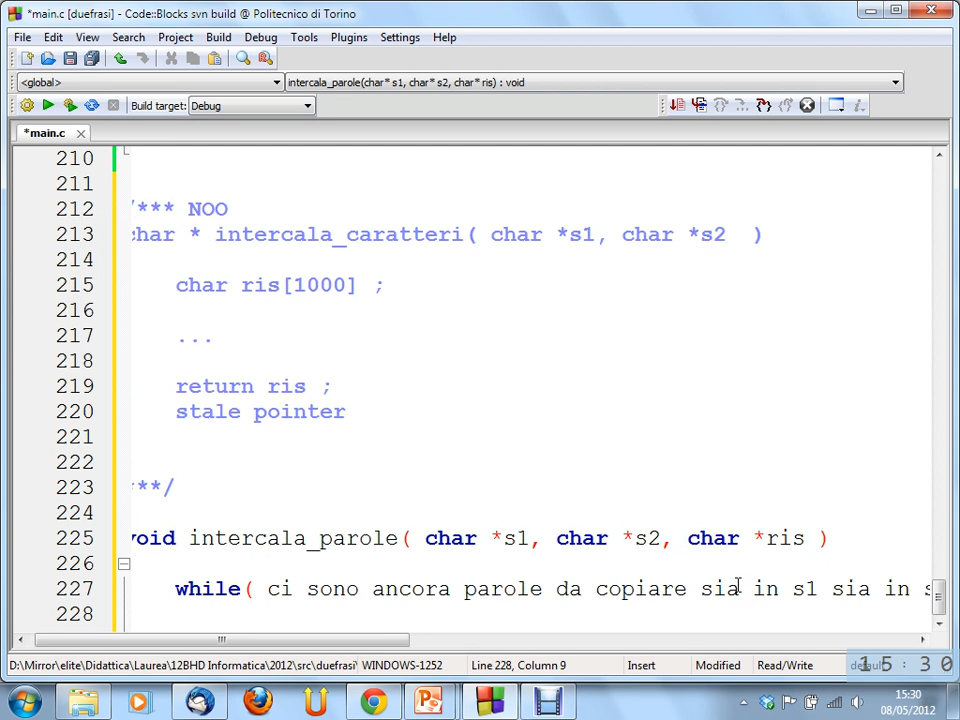 *main.c [duefrasi] - Code::Blocks svn build @ Politecnico di Torino
File Edit View Search Project Build Debug Tools Plugins Settings Help
<global> intercala_parole(char* s1, char* s2, char* ris) : void
Build target: Debug
*main.c
210
211
212 /*** NOO
213 char * intercala_caratteri( char *s1, char *s2 )
214
215 char ris[1000] ;
216
217 ...
218
219 return ris ;
220 stale pointer
221
222
223 ***/
224
225 void intercala_parole( char *s1, char *s2, char *ris )
226
227 while( ci sono ancora parole da copiare sia in s1 sia in s
228
D:\Mirror\elite\Didattica\Laurea\12BHD Informatica\2012\src\duefrasi\ WINDOWS-1252 Line 228, Column 9 Insert Modified Read/Write default
15:30
15:30
08/05/2012